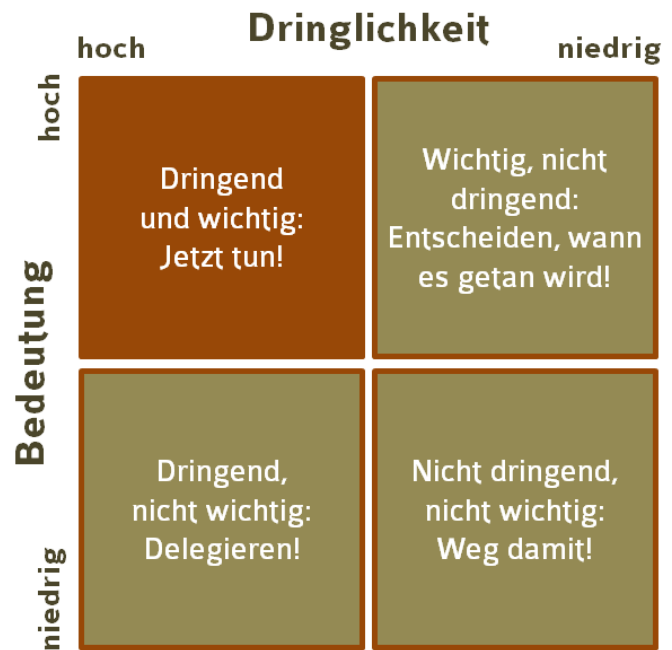 Dringlichkeit
hoch
niedrig
hoch
Bedeutung
niedrig
Dringend
und wichtig:
Jetzt tun!
Wichtig, nicht
dringend:
Entscheiden, wann
es getan wird!
Dringend,
nicht wichtig:
Delegieren!
Nicht dringend,
nicht wichtig:
Weg damit!